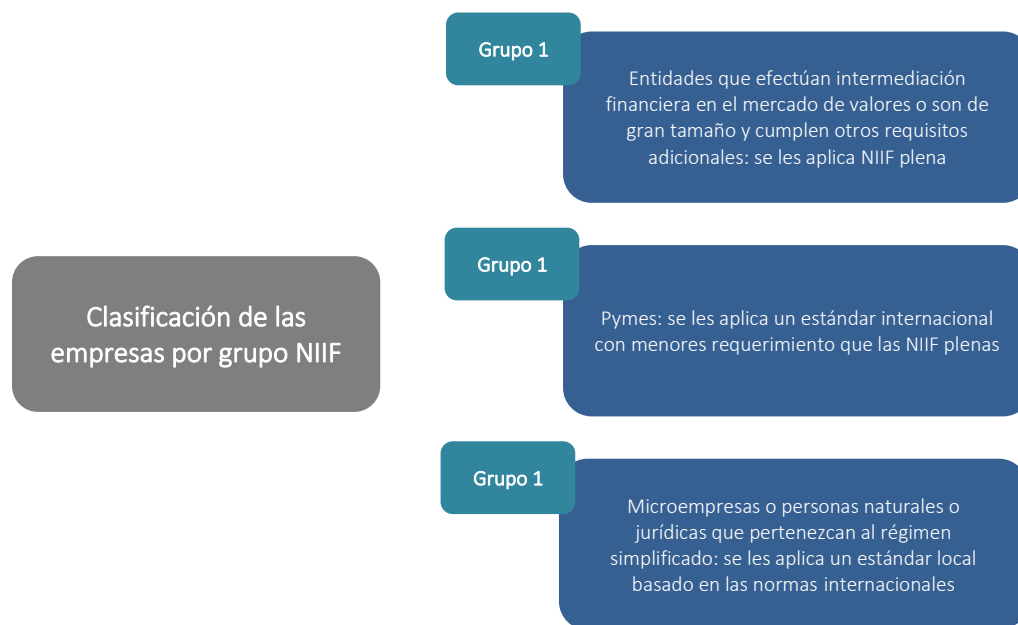 Grupo 1
Entidades que efectúan intermediación
financiera en el mercado de valores o son de
gran tamaño y cumplen otros requisitos
adicionales: se les aplica NIIF plena
Clasificación de las
empresas por grupo NIIF
Grupo 1
Pymes: se les aplica un estándar internacional
con menores requerimiento que las NIIF plenas
Grupo 1
Microempresas o personas naturales o
jurídicas que pertenezcan al régimen
simplificado: se les aplica un estándar local
basado en las normas internacionales